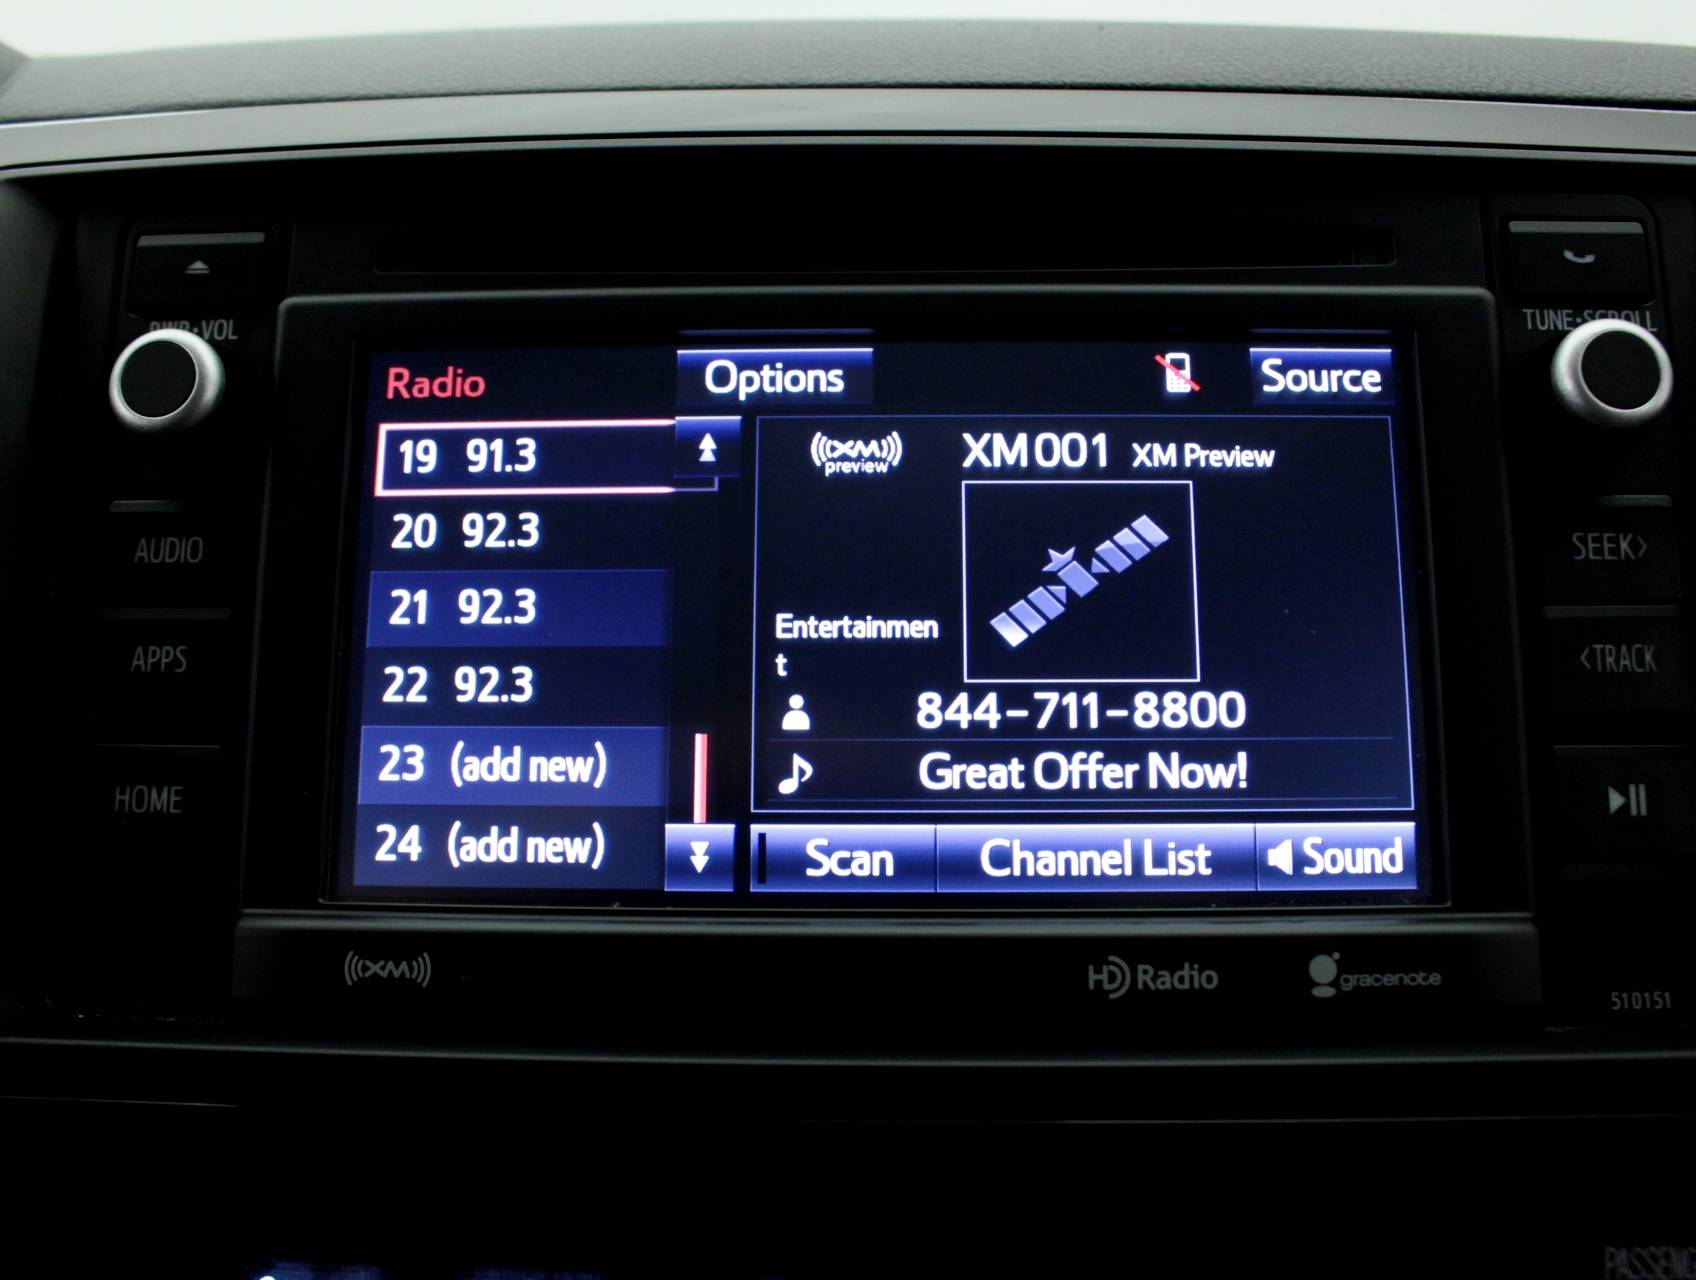 PWR•VOL
TUNE•SCROLL
Radio
Options
Source
19 91.3
20 92.3
21 92.3
22 92.3
23 (add new)
24 (add new)
XM
preview
XM001 XM Preview
Entertainmen
t
844-711-8800
Great Offer Now!
Scan
Channel List
Sound
AUDIO
APPS
HOME
SEEK>
<TRACK
XM
HD Radio
gracenote
510151